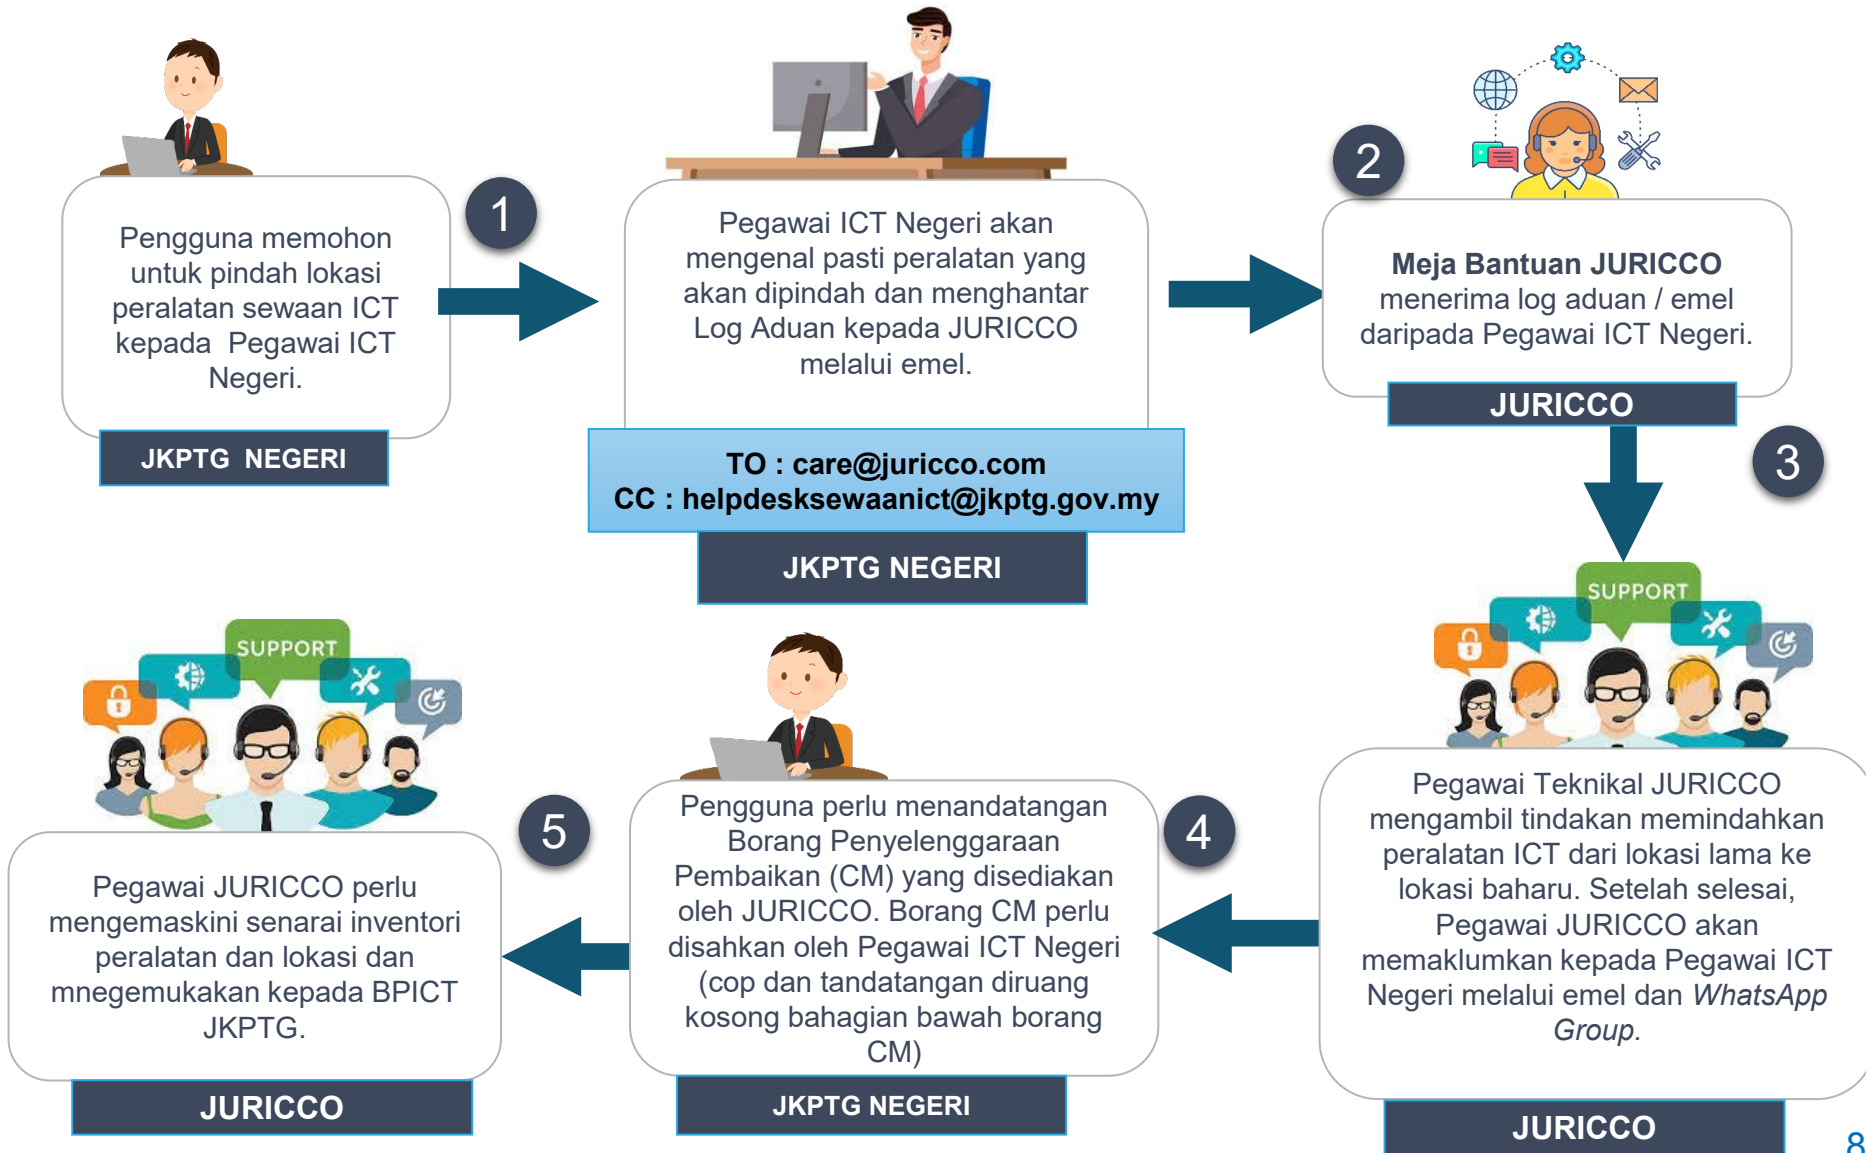 Pengguna memohon
untuk pindah lokasi
peralatan sewaan ICT
kepada Pegawai ICT
Negeri.
JKPTG NEGERI
1
Pegawai ICT Negeri akan
mengenal pasti peralatan yang
akan dipindah dan menghantar
Log Aduan kepada JURICCO
melalui emel.
TO : care@juricco.com
CC : helpdesksewaanict@jkptg.gov.my
JKPTG NEGERI
2
Meja Bantuan JURICCO
menerima log aduan / emel
daripada Pegawai ICT Negeri.
JURICCO
3
SUPPORT
Pegawai Teknikal JURICCO
mengambil tindakan memindahkan
peralatan ICT dari lokasi lama ke
lokasi baharu. Setelah selesai,
Pegawai JURICCO akan
memaklumkan kepada Pegawai ICT
Negeri melalui emel dan WhatsApp
Group.
JURICCO
4
Pengguna perlu menandatangan
Borang Penyelenggaraan
Pembaikan (CM) yang disediakan
oleh JURICCO. Borang CM perlu
disahkan oleh Pegawai ICT Negeri
(cop dan tandatangan diruang
kosong bahagian bawah borang
CM)
JKPTG NEGERI
5
SUPPORT
Pegawai JURICCO perlu
mengemaskini senarai inventori
peralatan dan lokasi dan
mnegemukakan kepada BPICT
JKPTG.
JURICCO
8